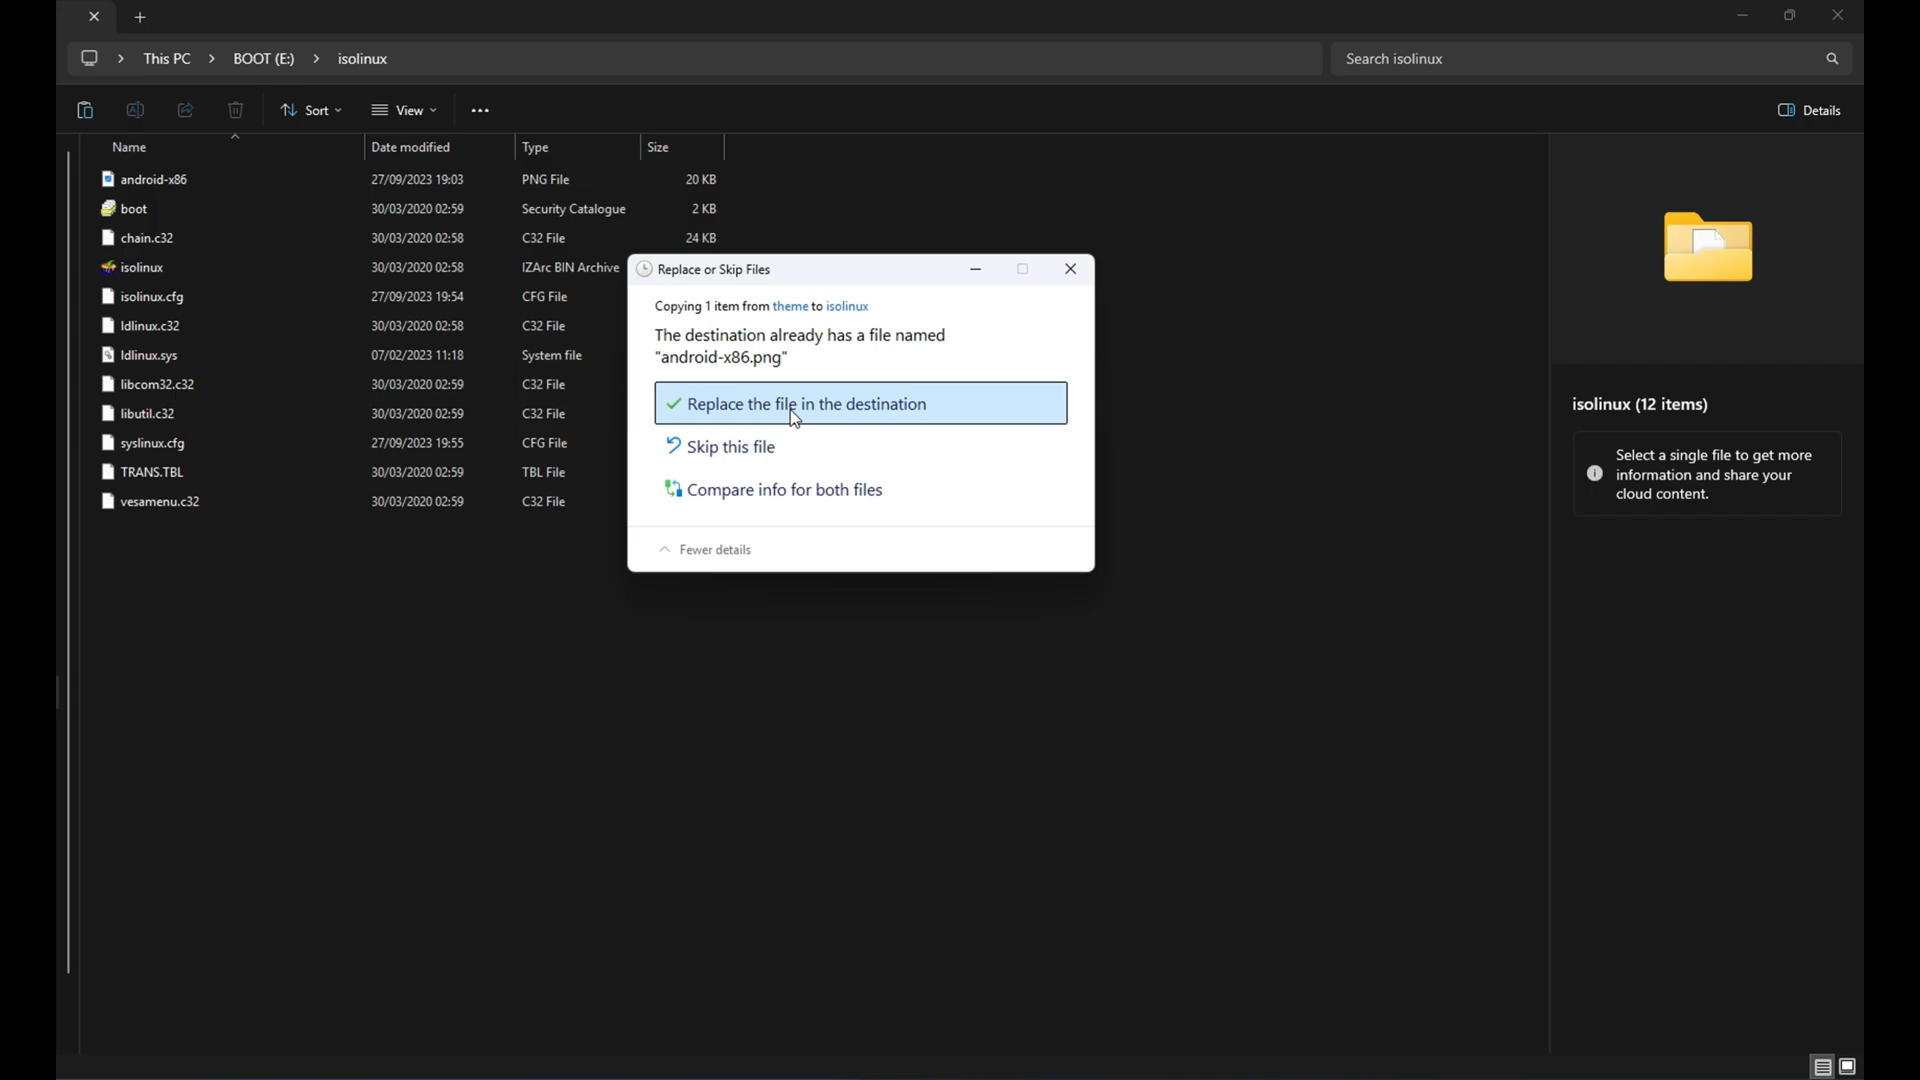 This PC > BOOT (E:) > isolinux
Search isolinux
Sort
View
Details
Name Date modified Type Size
android-x86 27/09/2023 19:03 PNG File 20 KB
boot 30/03/2020 02:59 Security Catalogue 2 KB
chain.c32 30/03/2020 02:58 C32 File 24 KB
isolinux 30/03/2020 02:58 IZArc BIN Archive
isolinux.cfg 27/09/2023 19:54 CFG File
ldlinux.c32 30/03/2020 02:58 C32 File
ldlinux.sys 07/02/2023 11:18 System file
libcom32.c32 30/03/2020 02:59 C32 File
libutil.c32 30/03/2020 02:59 C32 File
syslinux.cfg 27/09/2023 19:55 CFG File
TRANS.TBL 30/03/2020 02:59 TBL File
vesamenu.c32 30/03/2020 02:59 C32 File
Replace or Skip Files
Copying 1 item from theme to isolinux
The destination already has a file named
"android-x86.png"
Replace the file in the destination
Skip this file
Compare info for both files
Fewer details
isolinux (12 items)
Select a single file to get more
information and share your
cloud content.